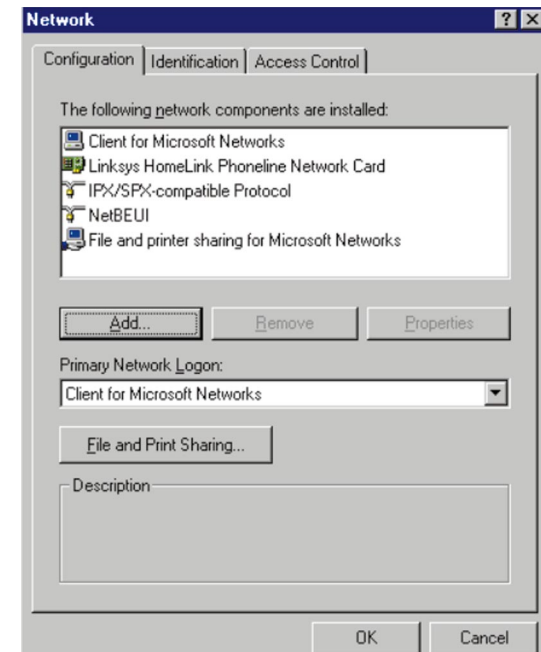 Network
Configuration Identification Access Control
The following network components are installed:
Client for Microsoft Networks
Linksys HomeLink Phoneline Network Card
IPX/SPX-compatible Protocol
NetBEUI
File and printer sharing for Microsoft Networks
Add... Remove Properties
Primary Network Logon:
Client for Microsoft Networks
File and Print Sharing...
Description
OK Cancel